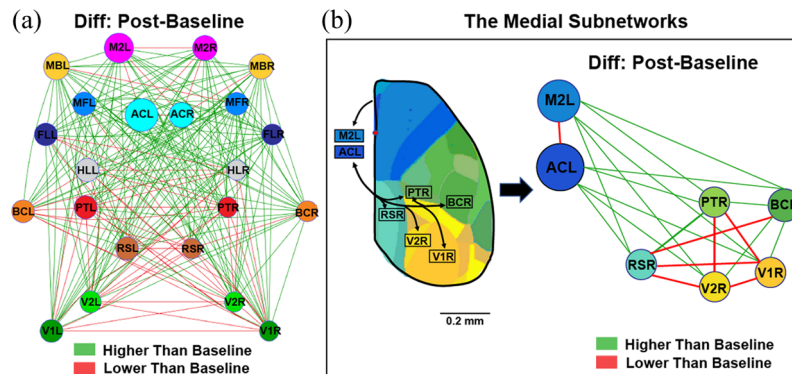 (a) Diff: Post-Baseline
M2L M2R
MBL MBR
MFL MFR
ACL ACR
FLL FLR
HLL HLR
BCL PTL PTR BCR
RSL RSR
V2L V2R
V1L V1R
Higher Than Baseline
Lower Than Baseline
(b) The Medial Subnetworks
M2L
ACL
PTR
RSR
BCR
V2R
V1R
0.2 mm
Diff: Post-Baseline
M2L
ACL
PTR BCR
RSR V1R
V2R
Higher Than Baseline
Lower Than Baseline